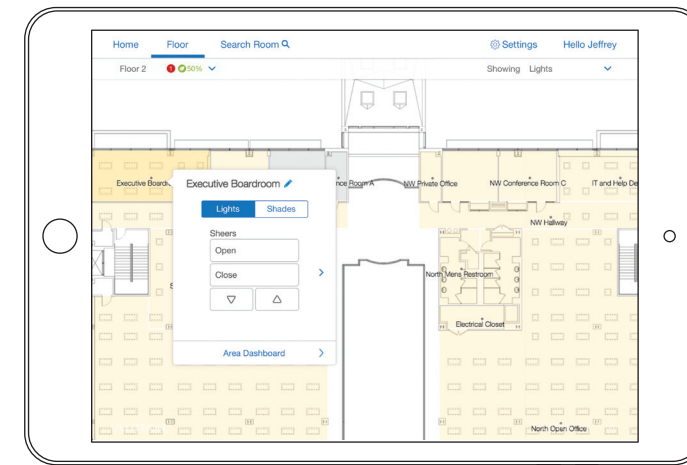 Home Floor Search Room Settings Hello Jeffrey
Floor 2 1 50% Showing Lights
Executive Boardroom
Lights Shades
Sheers
Open
Close
Area Dashboard
NW Private Office
NW Conference Room C
IT and Help De
NW Hallway
North Mens Restroom
Electrical Closet
North Open Office
Executive Boardr
nce Room A